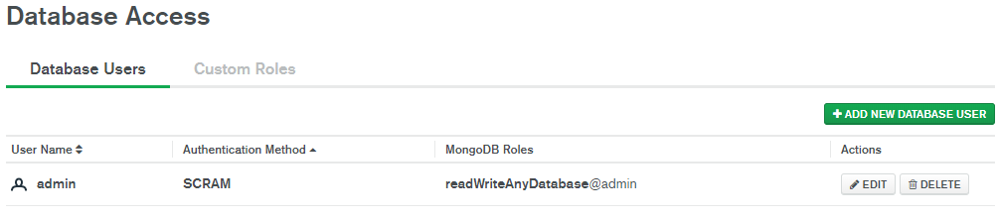 Database Access
Database Users Custom Roles
+ ADD NEW DATABASE USER
User Name Authentication Method MongoDB Roles Actions
admin SCRAM readWriteAnyDatabase@admin EDIT DELETE